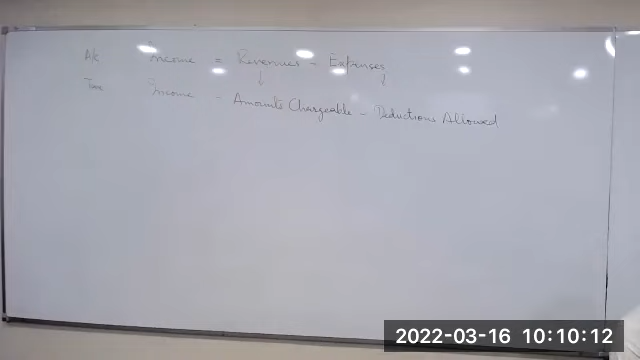 A/c Income = Revenues - Expenses
Tax Income - Amounts Chargeable - Deductions Allowed
2022-03-16 10:10:12